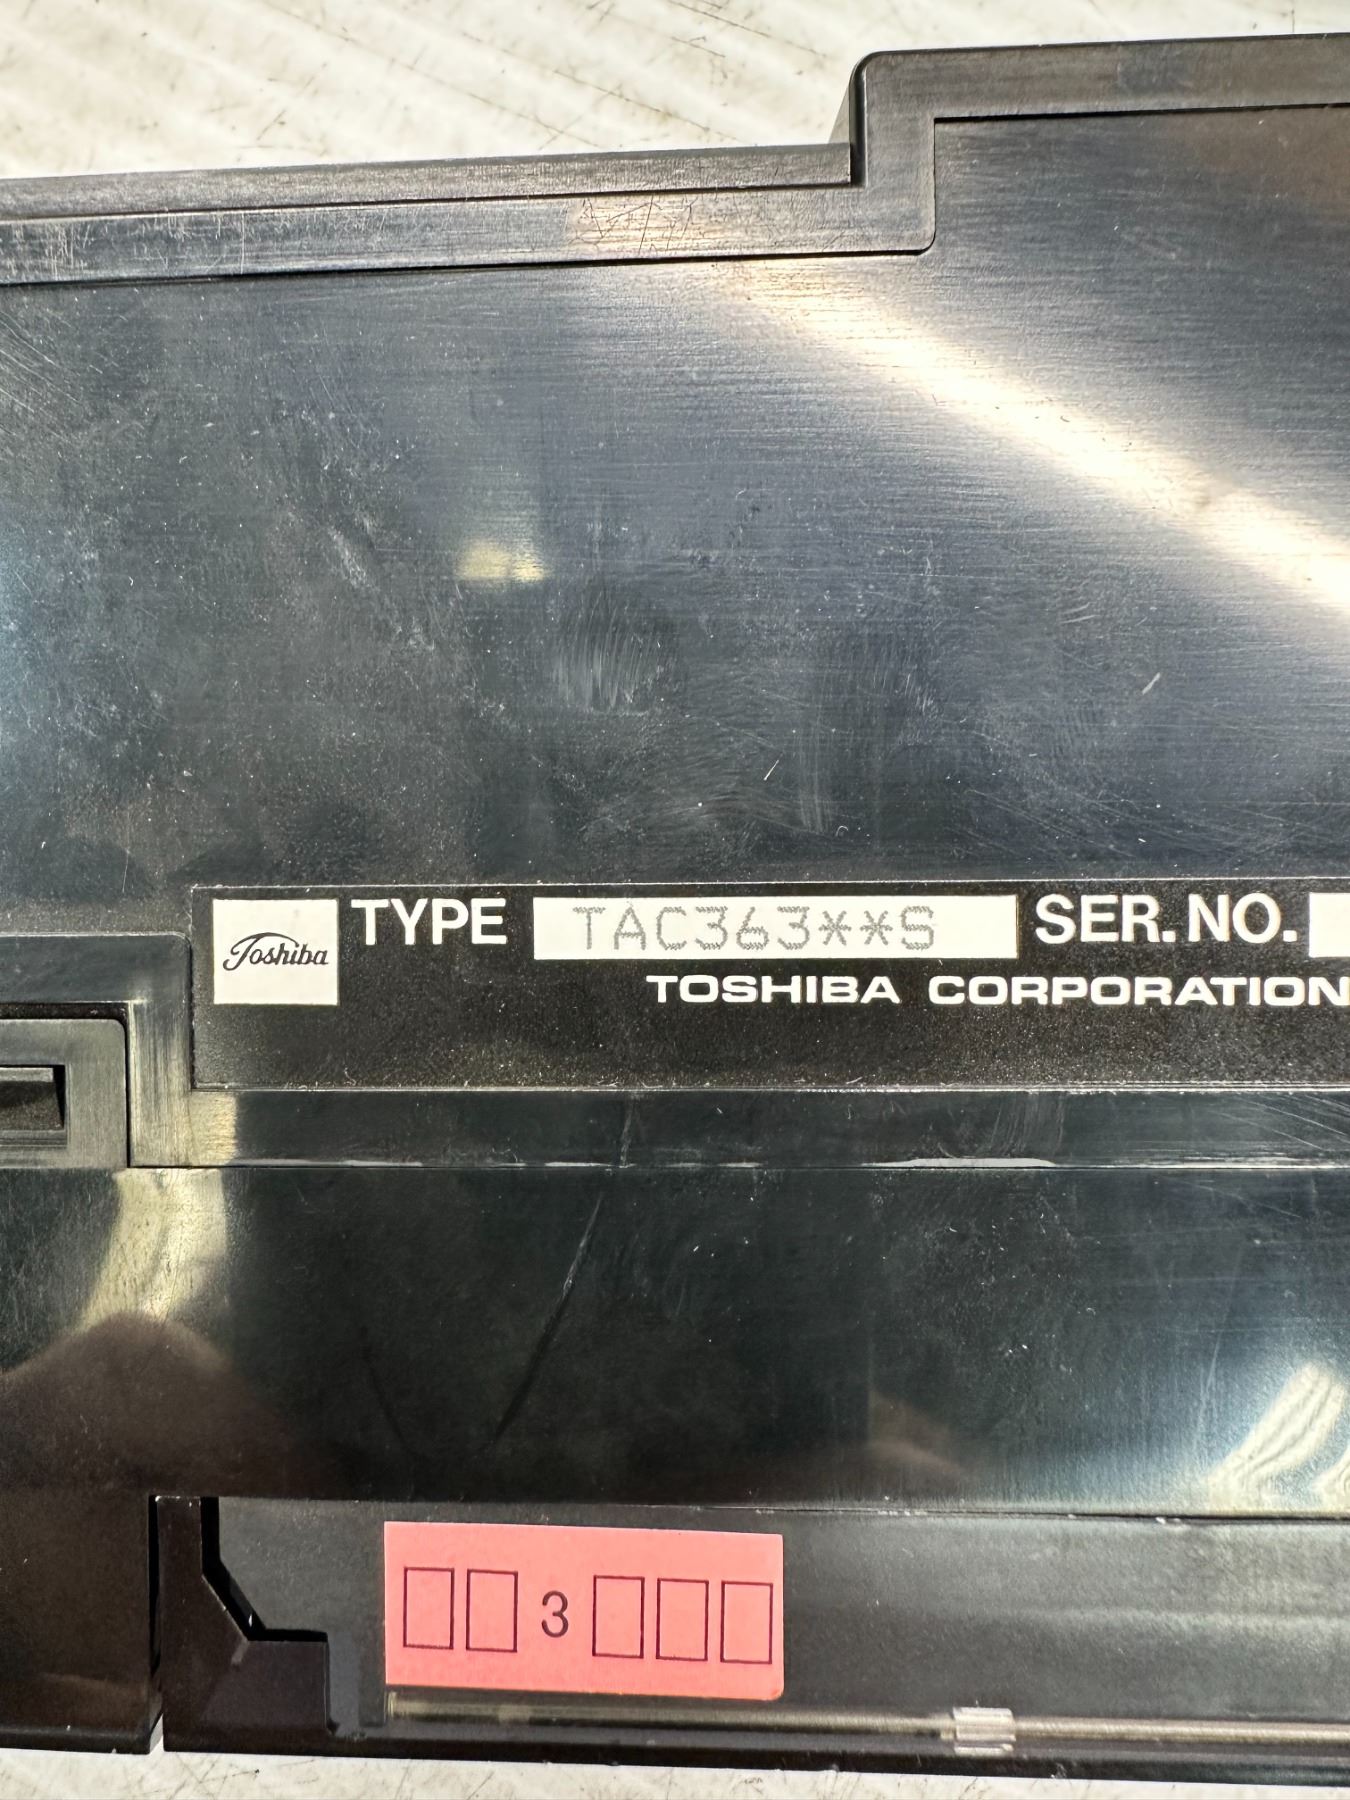 Toshiba TYPE TAC363**S SER. NO.
TOSHIBA CORPORATION
□□3□□□